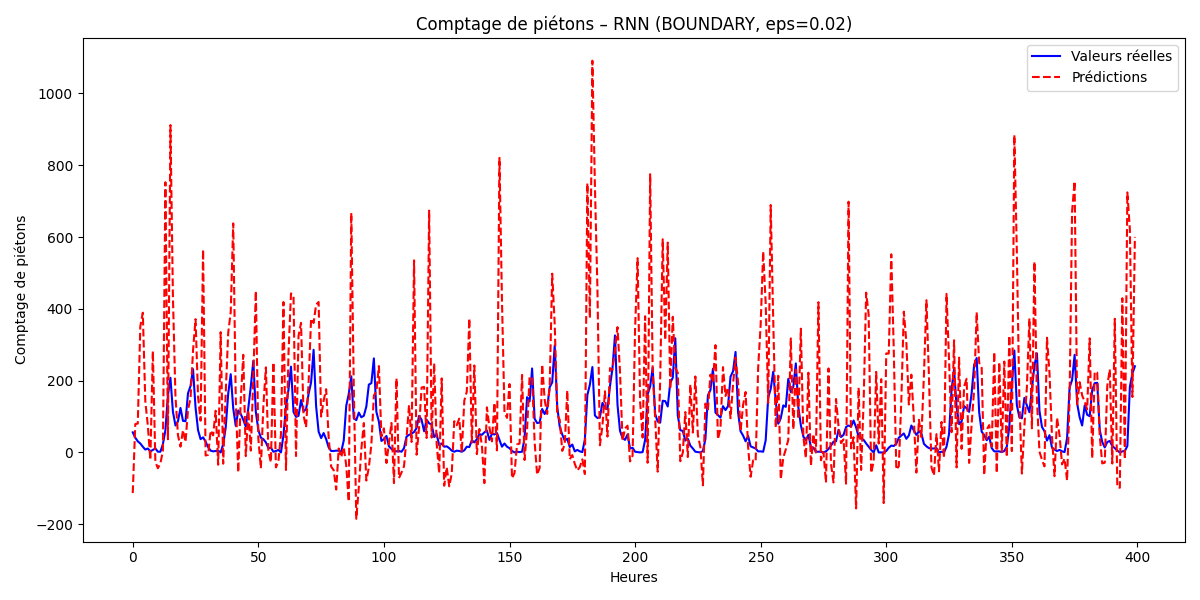 Comptage de piétons – RNN (BOUNDARY, eps=0.02)
Valeurs réelles
Prédictions
Comptage de piétons
1000
800
600
400
200
0
−200
0 50 100 150 200 250 300 350 400
Heures